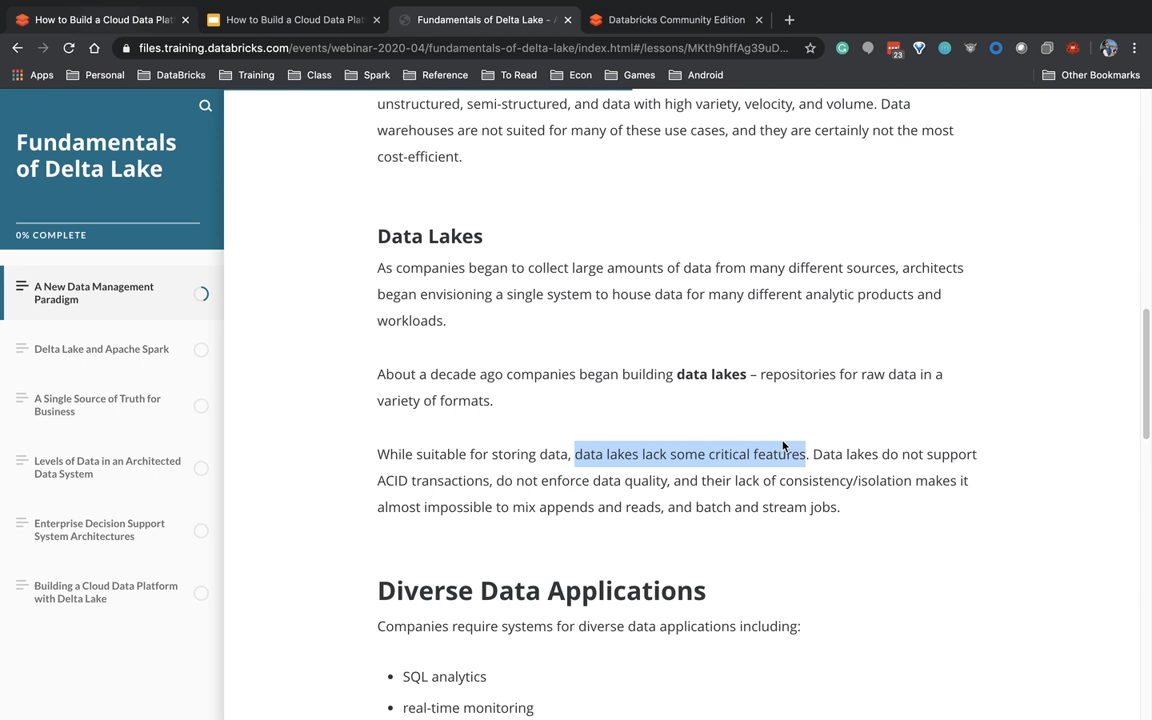 How to Build a Cloud Data Plat
How to Build a Cloud Data Plat
Fundamentals of Delta Lake -
Databricks Community Edition
files.training.databricks.com/events/webinar-2020-04/fundamentals-of-delta-lake/index.html#/lessons/MKth9hffAg39uD...
23
Apps
Personal
DataBricks
Training
Class
Spark
Reference
To Read
Econ
Games
Android
Other Bookmarks
Fundamentals
of Delta Lake
0% COMPLETE
A New Data Management
Paradigm
Delta Lake and Apache Spark
A Single Source of Truth for
Business
Levels of Data in an Architected
Data System
Enterprise Decision Support
System Architectures
Building a Cloud Data Platform
with Delta Lake
unstructured, semi-structured, and data with high variety, velocity, and volume. Data
warehouses are not suited for many of these use cases, and they are certainly not the most
cost-efficient.
Data Lakes
As companies began to collect large amounts of data from many different sources, architects
began envisioning a single system to house data for many different analytic products and
workloads.
About a decade ago companies began building data lakes – repositories for raw data in a
variety of formats.
While suitable for storing data, data lakes lack some critical features. Data lakes do not support
ACID transactions, do not enforce data quality, and their lack of consistency/isolation makes it
almost impossible to mix appends and reads, and batch and stream jobs.
Diverse Data Applications
Companies require systems for diverse data applications including:
• SQL analytics
• real-time monitoring